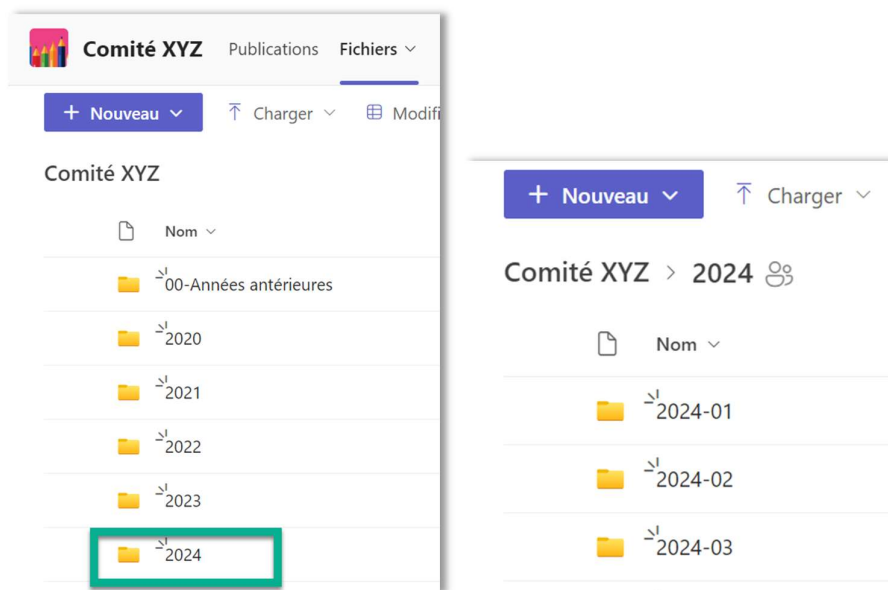 Comité XYZ Publications Fichiers
+ Nouveau Charger Modifi
Comité XYZ
Nom
00-Années antérieures
2020
2021
2022
2023
2024
+ Nouveau Charger
Comité XYZ > 2024
Nom
2024-01
2024-02
2024-03